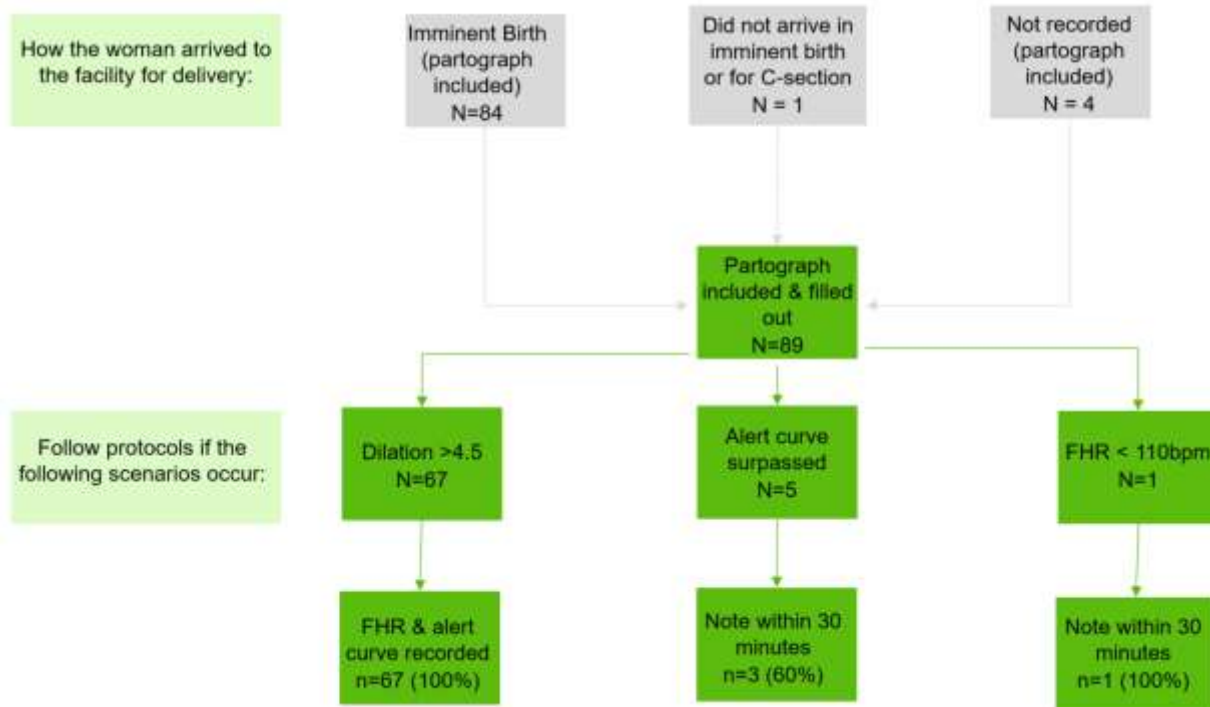 How the woman arrived to
the facility for delivery:
Imminent Birth
(partograph
included)
N=84
Did not arrive in
imminent birth
or for C-section
N = 1
Not recorded
(partograph
included)
N = 4
Partograph
included & filled
out
N=89
Follow protocols if the
following scenarios occur:
Dilation >4.5
N=67
Alert curve
surpassed
N=5
FHR < 110bpm
N=1
FHR & alert
curve recorded
n=67 (100%)
Note within 30
minutes
n=3 (60%)
Note within 30
minutes
n=1 (100%)